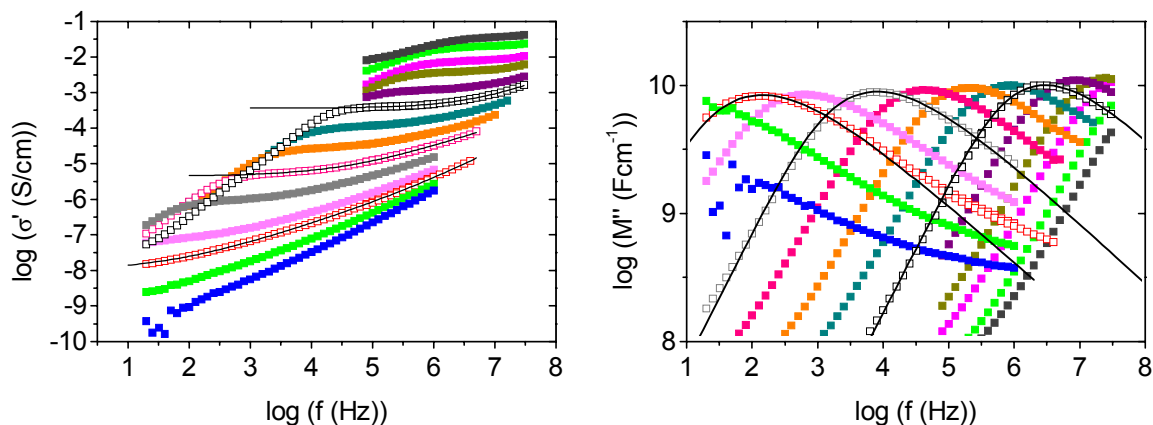 -1
-2
-3
-4
-5
-6
-7
-8
-9
-10
log (σ' (S/cm))
1 2 3 4 5 6 7 8
log (f (Hz))
10
9
8
log (M'' (Fcm⁻¹))
1 2 3 4 5 6 7 8
log (f (Hz))